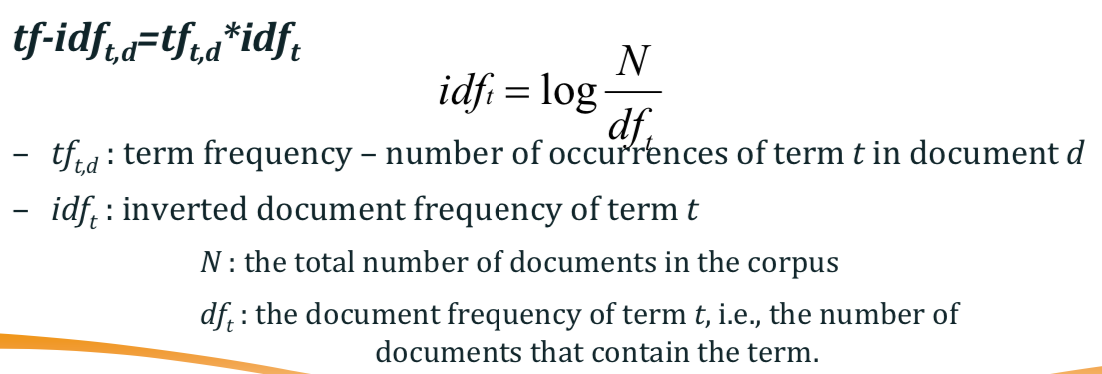 tf-idf_{t,d}=tf_{t,d}*idf_t
idf_t = log N / df_t
– tf_{t,d} : term frequency – number of occurrences of term t in document d
– idf_t : inverted document frequency of term t
N : the total number of documents in the corpus
df_t : the document frequency of term t, i.e., the number of
documents that contain the term.